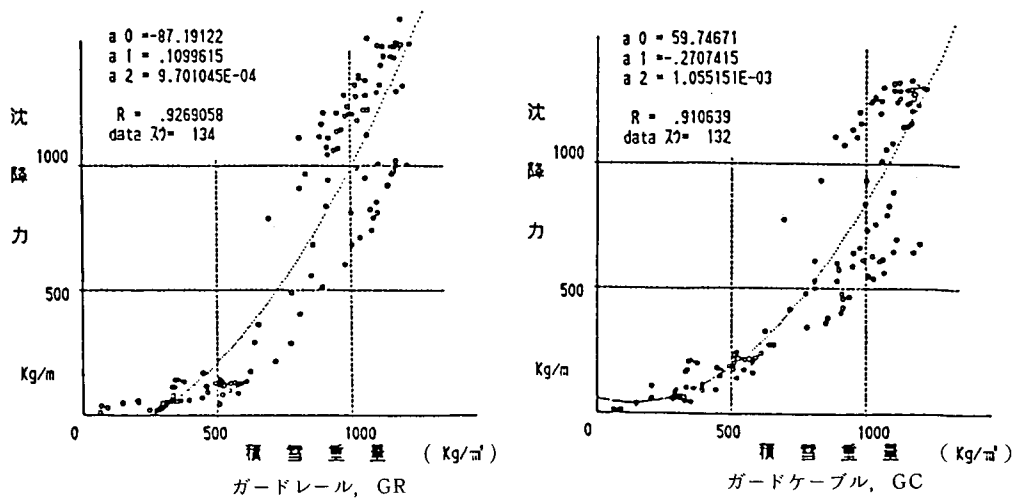 a 0 =-87.19122
a 1 = .1099615
a 2 = 9.701045E-04
R = .9269058
data スウ= 134
沈降力
1000
500
Kg/m
0 500 1000
積雪重量 ( Kg/㎡ )
ガードレール, GR
a 0 = 59.74671
a 1 =-.2707415
a 2 = 1.055151E-03
R = .910639
data スウ= 132
沈降力
1000
500
Kg/m
0 500 1000
積雪重量 ( Kg/㎡ )
ガードケーブル, GC